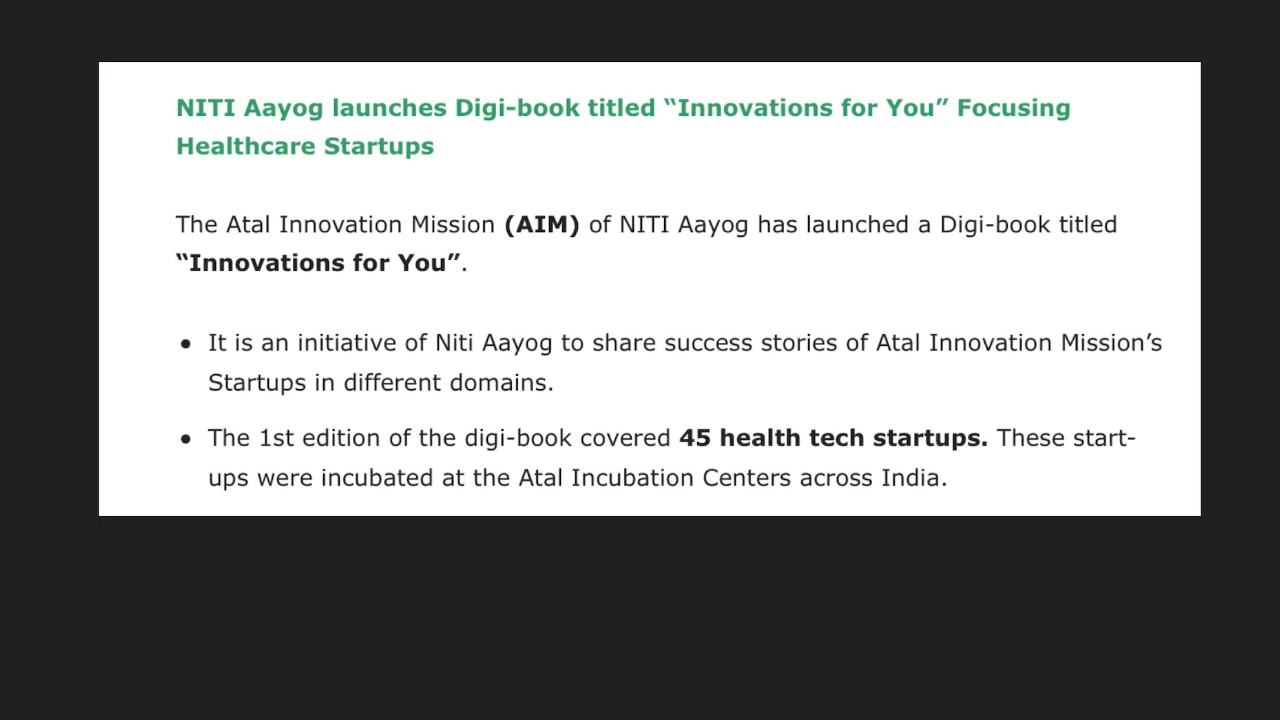 NITI Aayog launches Digi-book titled “Innovations for You” Focusing
Healthcare Startups
The Atal Innovation Mission (AIM) of NITI Aayog has launched a Digi-book titled
“Innovations for You”.
• It is an initiative of Niti Aayog to share success stories of Atal Innovation Mission’s
Startups in different domains.
• The 1st edition of the digi-book covered 45 health tech startups. These start-
ups were incubated at the Atal Incubation Centers across India.